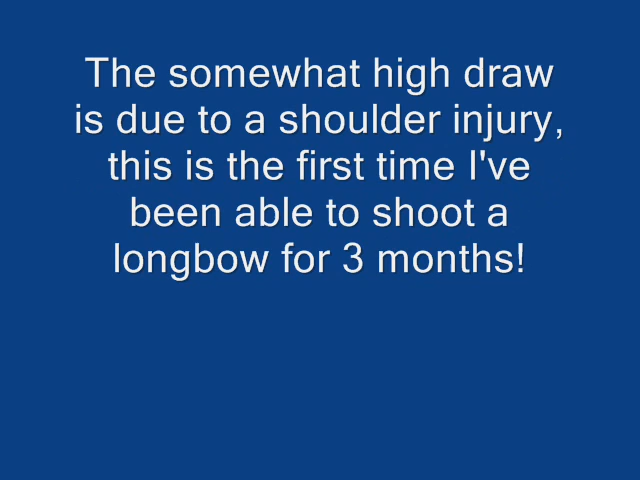 The somewhat high draw
is due to a shoulder injury,
this is the first time I've
been able to shoot a
longbow for 3 months!